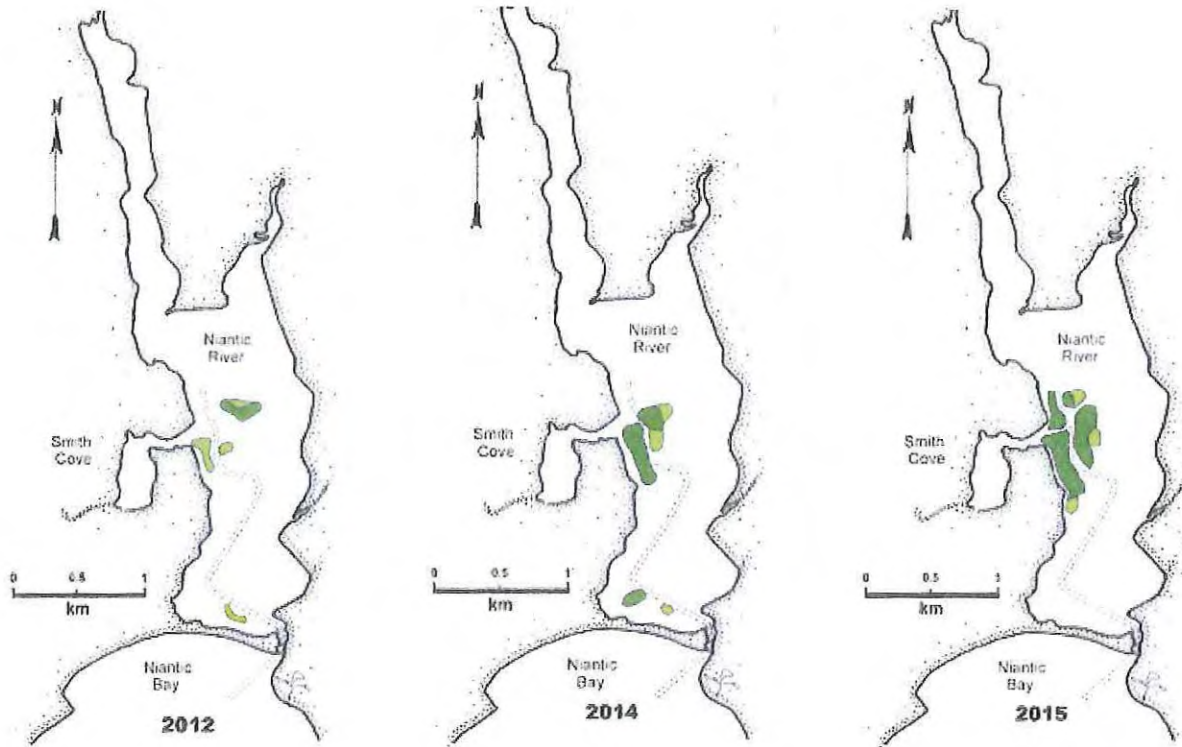 N
Niantic
River
Smith
Cove
0 0.5 1
km
Niantic
Bay
2012
N
Niantic
River
Smith
Cove
0 0.5 1
km
Niantic
Bay
2014
N
Niantic
River
Smith
Cove
0 0.5 1
km
Niantic
Bay
2015